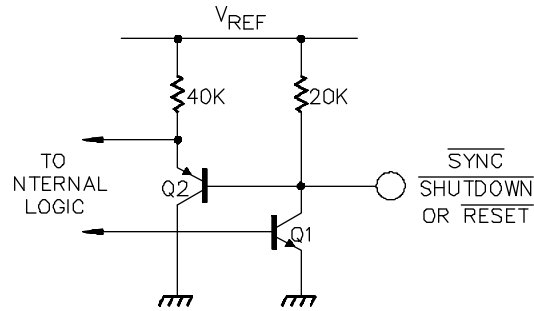 VREF
40K
20K
TO
NTERNAL
LOGIC
Q2
Q1
SYNC
SHUTDOWN
OR RESET